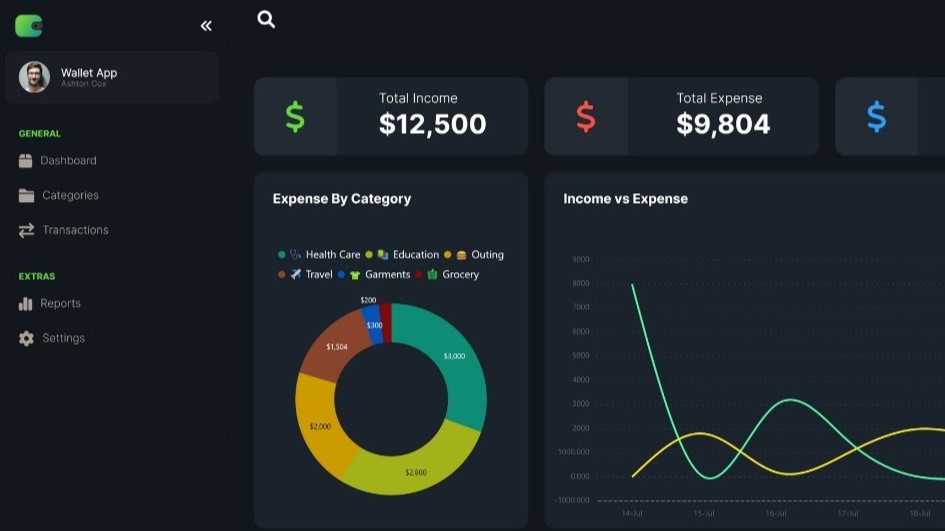 Wallet App
Ashton Cox
GENERAL
Dashboard
Categories
Transactions
EXTRAS
Reports
Settings
Total Income
$12,500
Total Expense
$9,804
Expense By Category
Health Care
Education
Outing
Travel
Garments
Grocery
$200
$300
$3,000
$1,504
$2,000
$2,800
Income vs Expense
9000
8000
7000
6000
5000
4000
3000
2000
1000.000
0.000
-1000.000
14-Jul
15-Jul
16-Jul
17-Jul
18-Jul